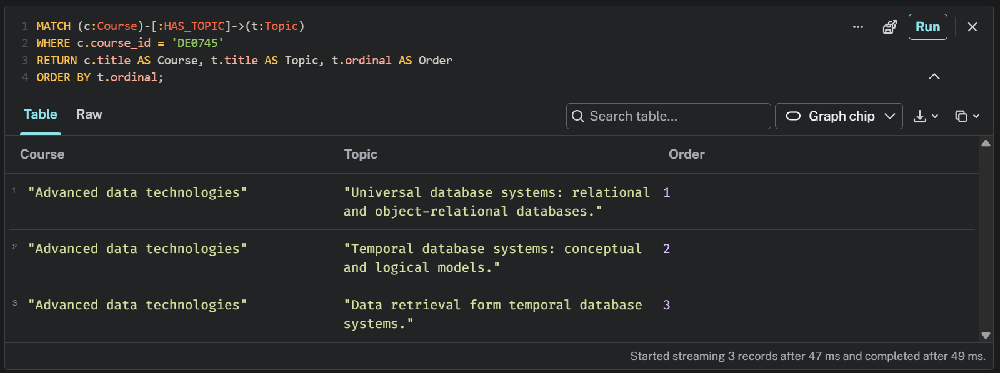 1 MATCH (c:Course)-[:HAS_TOPIC]->(t:Topic)
2 WHERE c.course_id = 'DE0745'
3 RETURN c.title AS Course, t.title AS Topic, t.ordinal AS Order
4 ORDER BY t.ordinal;
Run
Table Raw
Search table...
Graph chip
Course Topic Order
1 "Advanced data technologies" "Universal database systems: relational 1
and object-relational databases."
2 "Advanced data technologies" "Temporal database systems: conceptual 2
and logical models."
3 "Advanced data technologies" "Data retrieval form temporal database 3
systems."
Started streaming 3 records after 47 ms and completed after 49 ms.